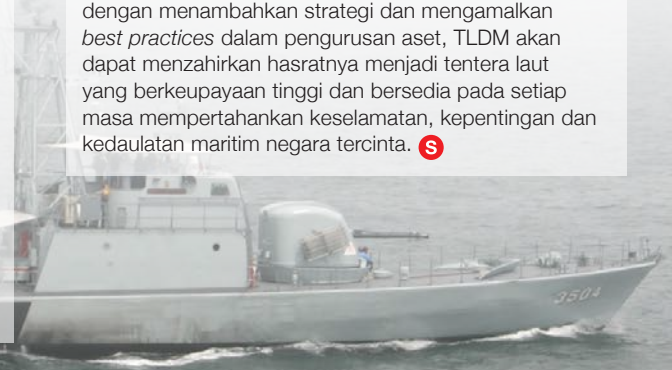 dengan menambahkan strategi dan mengamalkan
best practices dalam pengurusan aset, TLDM akan
dapat menzahirkan hasratnya menjadi tentera laut
yang berkeupayaan tinggi dan bersedia pada setiap
masa mempertahankan keselamatan, kepentingan dan
kedaulatan maritim negara tercinta. S
3504